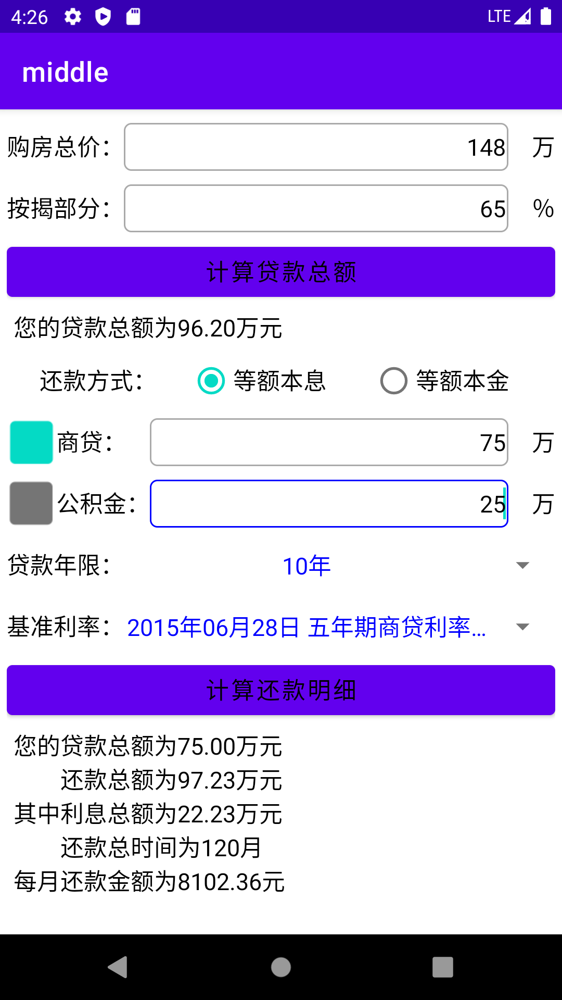 4:26 LTE
middle
购房总价： 148 万
按揭部分： 65 %
计算贷款总额
您的贷款总额为96.20万元
还款方式： 等额本息 等额本金
商贷： 75 万
公积金： 25 万
贷款年限： 10年
基准利率： 2015年06月28日 五年期商贷利率…
计算还款明细
您的贷款总额为75.00万元
还款总额为97.23万元
其中利息总额为22.23万元
还款总时间为120月
每月还款金额为8102.36元